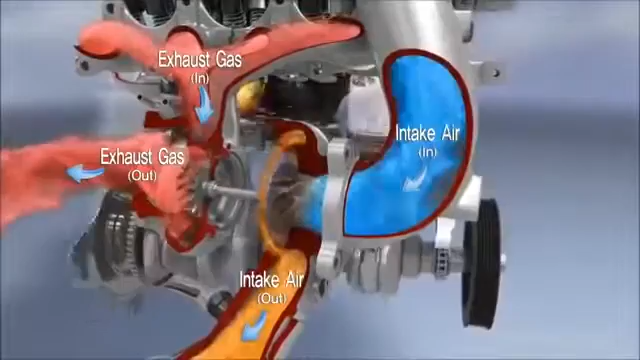 Exhaust Gas
(In)
Exhaust Gas
(Out)
Intake Air
(In)
Intake Air
(Out)